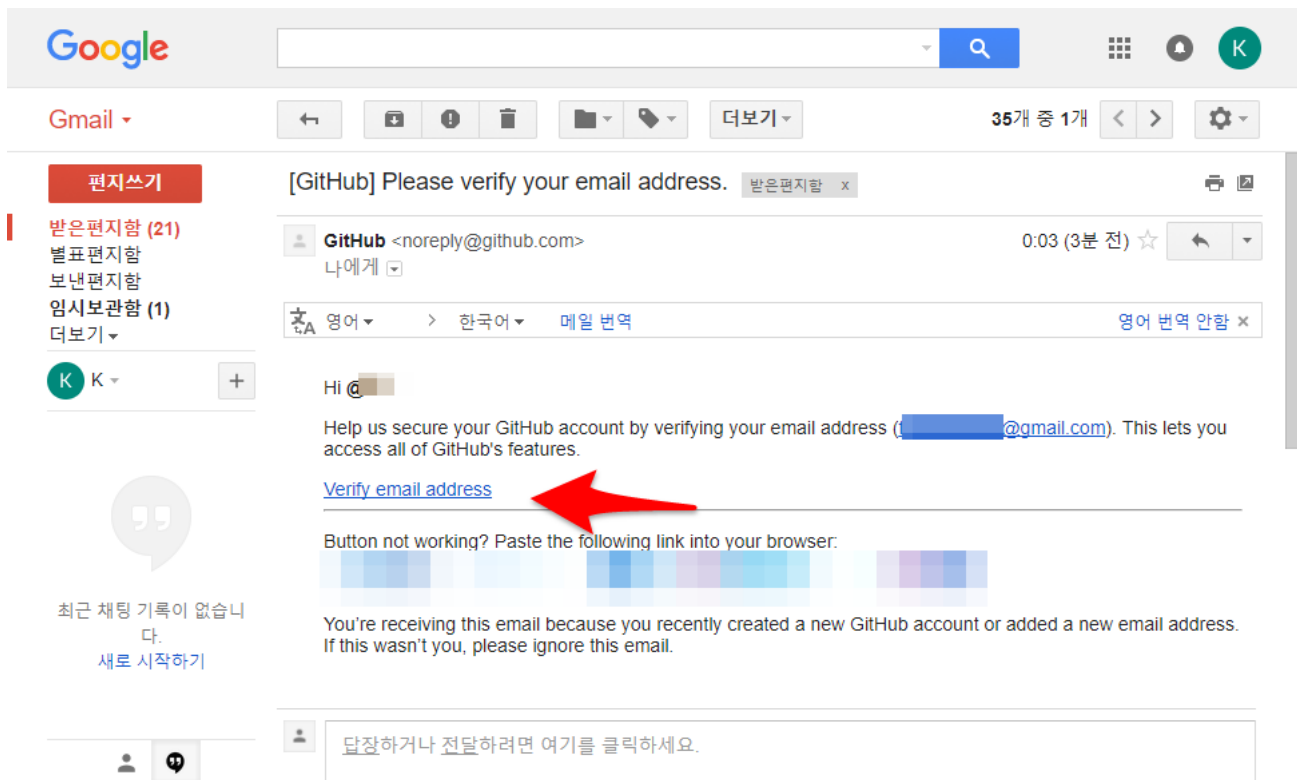 Google
K
Gmail
더보기
35개 중 1개
편지쓰기
받은편지함 (21)
별표편지함
보낸편지함
임시보관함 (1)
더보기
K K
최근 채팅 기록이 없습니
다.
새로 시작하기
[GitHub] Please verify your email address.
받은편지함 x
GitHub <noreply@github.com>
0:03 (3분 전)
나에게
영어
한국어
메일 번역
영어 번역 안함
Hi @
Help us secure your GitHub account by verifying your email address (@gmail.com). This lets you
access all of GitHub's features.
Verify email address
Button not working? Paste the following link into your browser:
You're receiving this email because you recently created a new GitHub account or added a new email address.
If this wasn't you, please ignore this email.
답장하거나 전달하려면 여기를 클릭하세요.